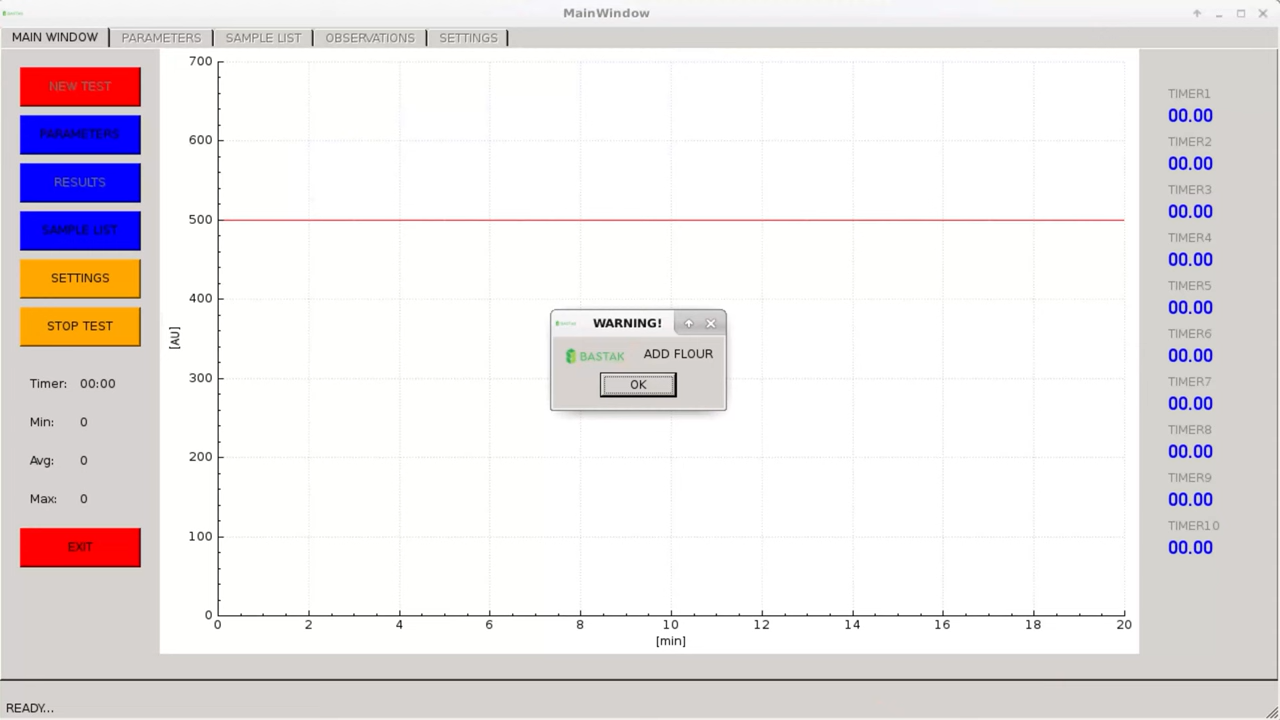 MainWindow
MAIN WINDOW PARAMETERS SAMPLE LIST OBSERVATIONS SETTINGS
NEW TEST
PARAMETERS
RESULTS
SAMPLE LIST
SETTINGS
STOP TEST
Timer: 00:00
Min: 0
Avg: 0
Max: 0
EXIT
700
600
500
400
300
200
100
0
[AU]
0 2 4 6 8 10 12 14 16 18 20
[min]
WARNING!
BASTAK ADD FLOUR
OK
TIMER1
00.00
TIMER2
00.00
TIMER3
00.00
TIMER4
00.00
TIMER5
00.00
TIMER6
00.00
TIMER7
00.00
TIMER8
00.00
TIMER9
00.00
TIMER10
00.00
READY...